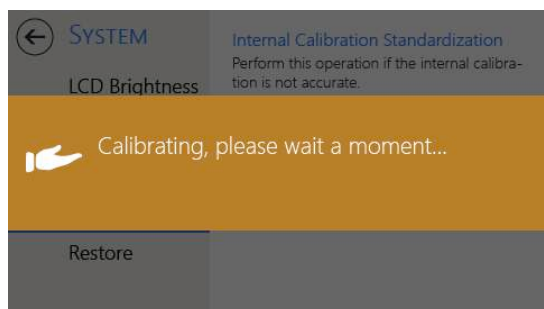 SYSTEM
LCD Brightness
Internal Calibration Standardization
Perform this operation if the internal calibra-
tion is not accurate.
Calibrating, please wait a moment...
Restore